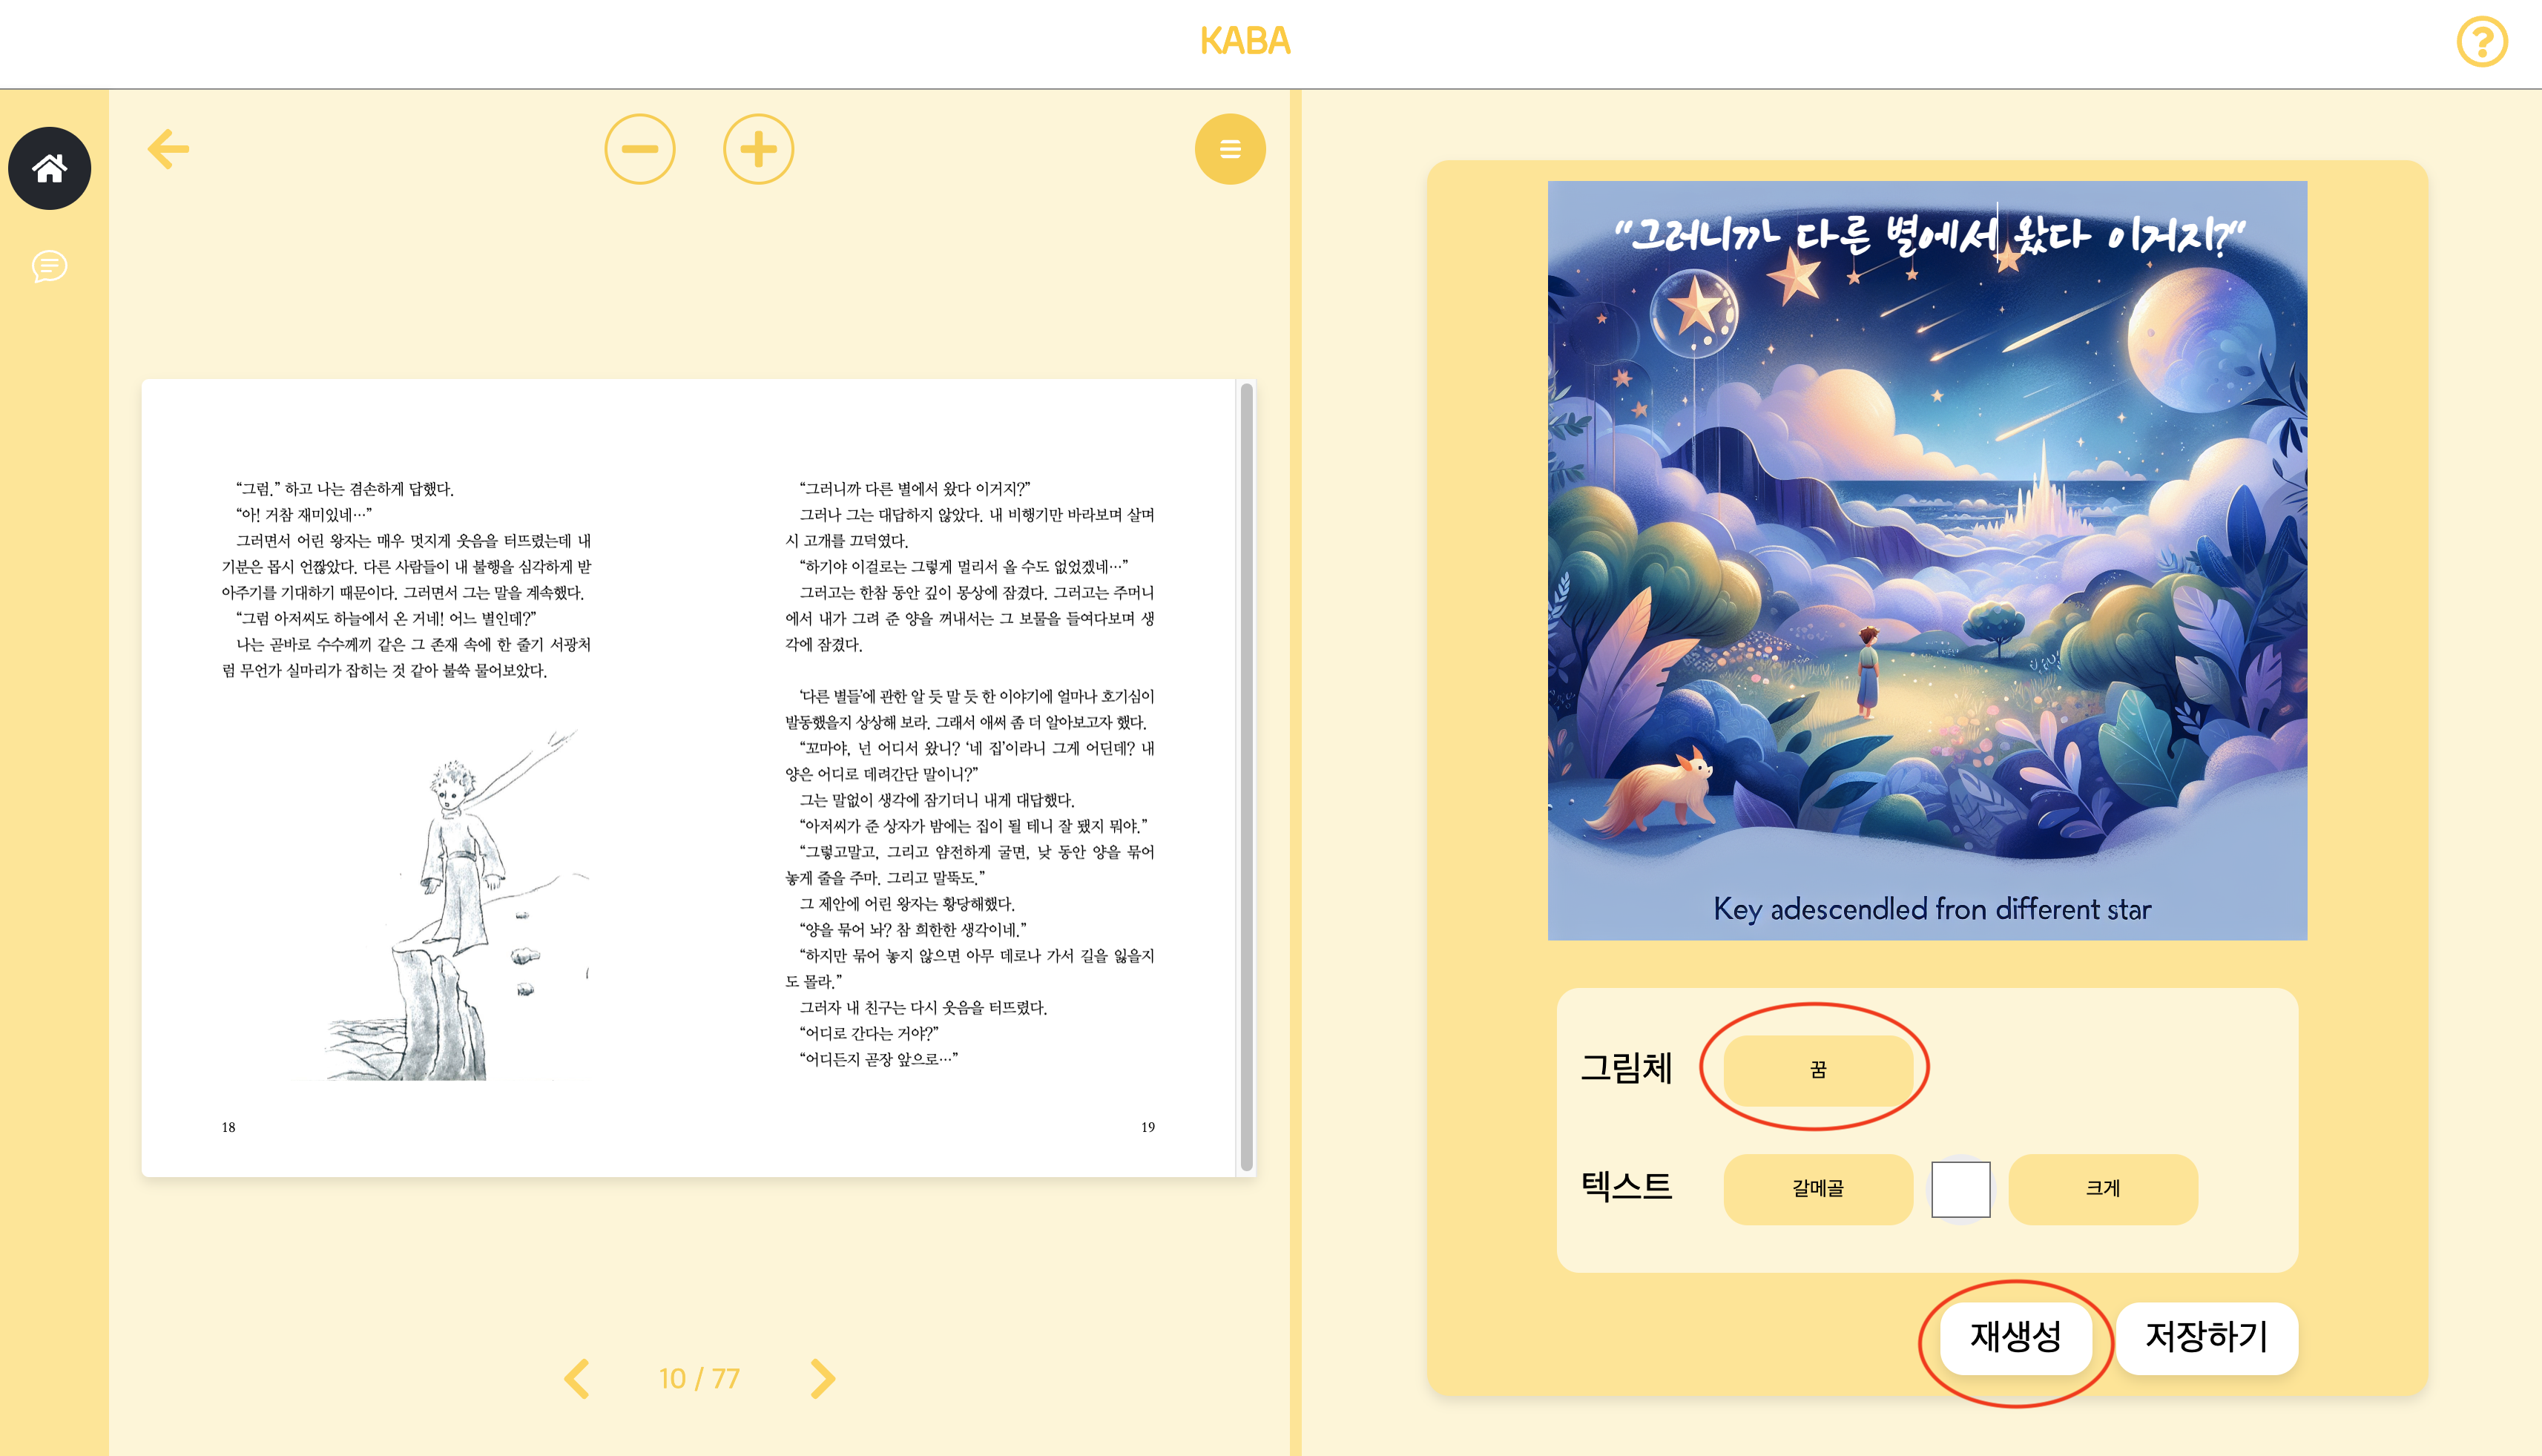 KABA
“그럼.” 하고 나는 겸손하게 답했다.
“아! 거참 재미있네…”
그러면서 어린 왕자는 매우 멋지게 웃음을 터뜨렸는데 내
기분은 몹시 언짢았다. 다른 사람들이 내 불행을 심각하게 받
아주기를 기대하기 때문이다. 그러면서 그는 말을 계속했다.
“그럼 아저씨도 하늘에서 온 거네! 어느 별인데?”
나는 곧바로 수수께끼 같은 그 존재 속에 한 줄기 서광처
럼 무언가 실마리가 잡히는 것 같아 불쑥 물어보았다.
18
“그러니까 다른 별에서 왔다 이거지?”
그러나 그는 대답하지 않았다. 내 비행기만 바라보며 살며
시 고개를 끄덕였다.
“하기야 이걸로는 그렇게 멀리서 올 수도 없었겠네…”
그러고는 한참 동안 깊이 몽상에 잠겼다. 그러고는 주머니
에서 내가 그려 준 양을 꺼내서는 그 보물을 들여다보며 생
각에 잠겼다.
‘다른 별들’에 관한 알 듯 말 듯 한 이야기에 얼마나 호기심이
발동했을지 상상해 보라. 그래서 애써 좀 더 알아보고자 했다.
“꼬마야, 넌 어디서 왔니? ‘네 집’이라니 그게 어딘데? 내
양은 어디로 데려간단 말이니?”
그는 말없이 생각에 잠기더니 내게 대답했다.
“아저씨가 준 상자가 밤에는 집이 될 테니 잘 됐지 뭐야.”
“그렇고말고, 그리고 얌전하게 굴면, 낮 동안 양을 묶어
놓게 줄을 주마. 그리고 말뚝도.”
그 제안에 어린 왕자는 황당해했다.
“양을 묶어 놔? 참 희한한 생각이네.”
“하지만 묶어 놓지 않으면 아무 데로나 가서 길을 잃을지
도 몰라.”
그러자 내 친구는 다시 웃음을 터뜨렸다.
“어디로 간다는 거야?”
“어디든지 곧장 앞으로…”
19
10 / 77
“그러니까 다른 별에서 왔다 이거지?“
Key adescendled fron different star
그림체
꿈
텍스트
갈메골
크게
재생성
저장하기